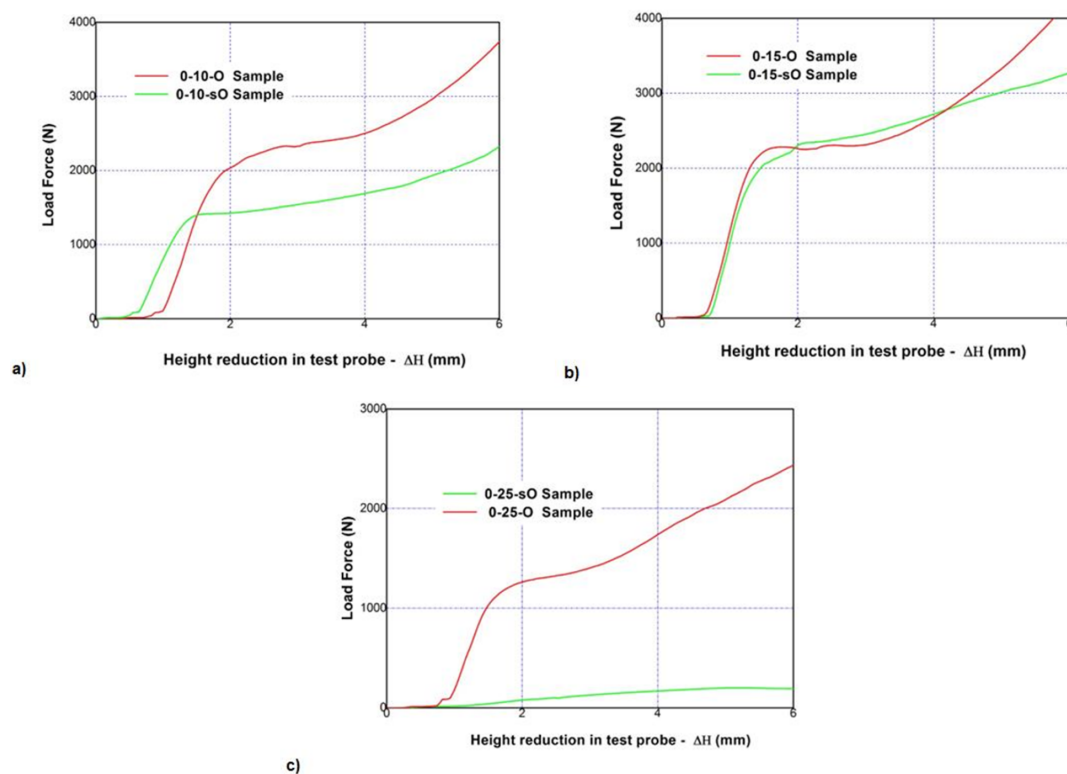 4000
3000
2000
1000
0
0 2 4 6
Load Force (N)
0-10-O Sample
0-10-sO Sample
Height reduction in test probe - ΔH (mm)
a)
4000
3000
2000
1000
0
0 2 4 6
Load Force (N)
0-15-O Sample
0-15-sO Sample
Height reduction in test probe - ΔH (mm)
b)
3000
2000
1000
0
0 2 4 6
Load Force (N)
0-25-sO Sample
0-25-O Sample
Height reduction in test probe - ΔH (mm)
c)